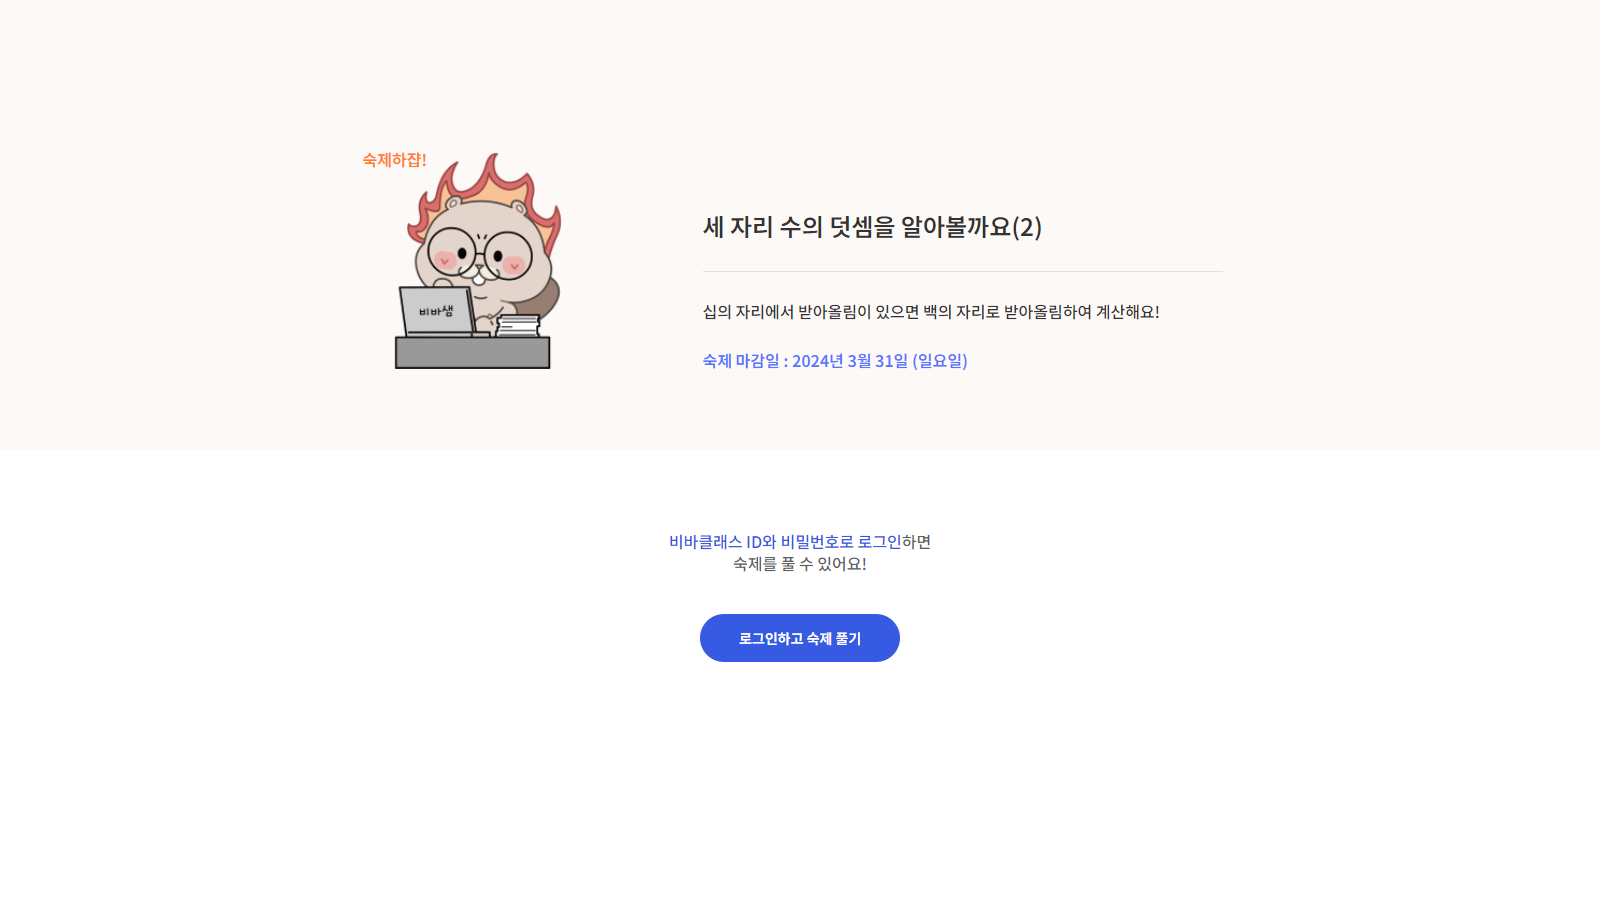 숙제하쟙!
비바샘
세 자리 수의 덧셈을 알아볼까요(2)
십의 자리에서 받아올림이 있으면 백의 자리로 받아올림하여 계산해요!
숙제 마감일 : 2024년 3월 31일 (일요일)
비바클래스 ID와 비밀번호로 로그인하면
숙제를 풀 수 있어요!
로그인하고 숙제 풀기